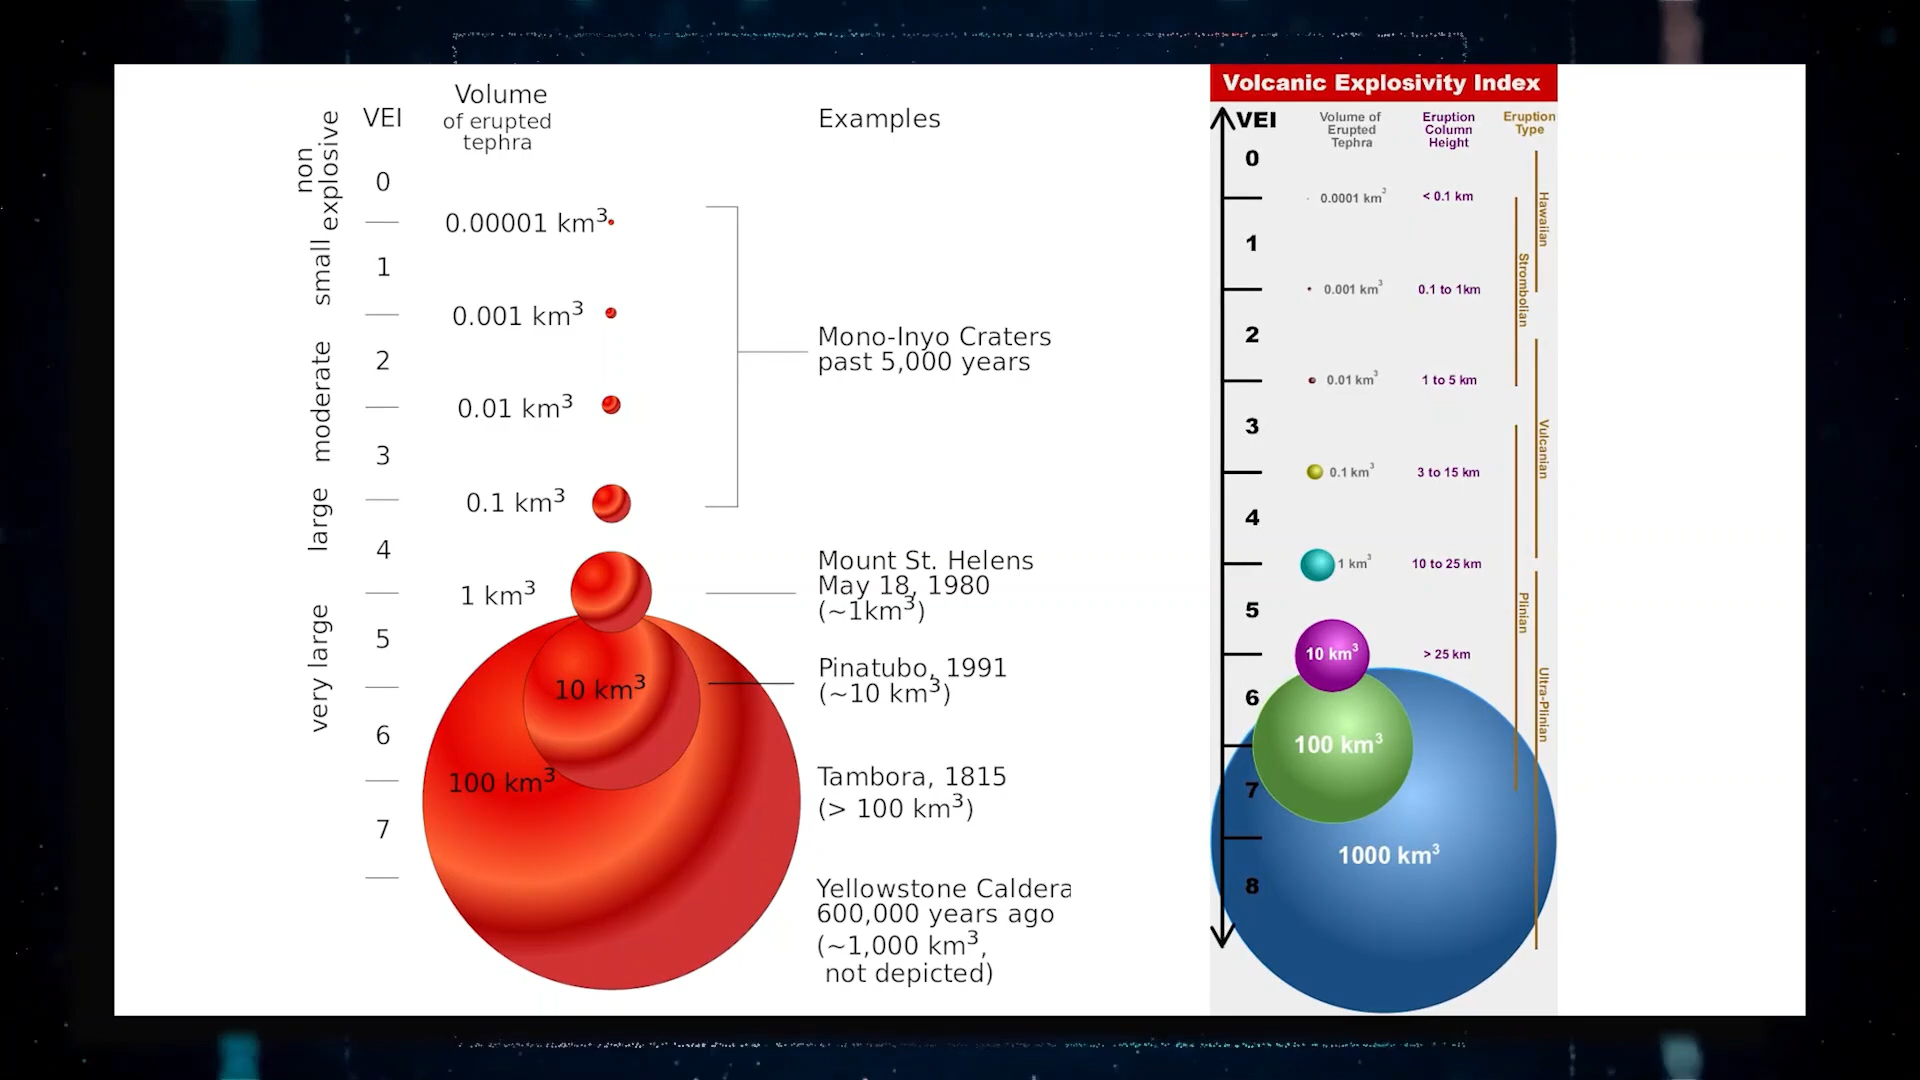 Volume
of erupted
tephra
VEI
Examples
non
explosive
small
moderate
large
very large
0
0.00001 km³
1
0.001 km³
2
0.01 km³
3
0.1 km³
4
1 km³
5
10 km³
6
100 km³
7
Mono-Inyo Craters
past 5,000 years
Mount St. Helens
May 18, 1980
(~1km³)
Pinatubo, 1991
(~10 km³)
Tambora, 1815
(> 100 km³)
Yellowstone Caldera
600,000 years ago
(~1,000 km³,
not depicted)
Volcanic Explosivity Index
VEI
Volume of
Erupted
Tephra
Eruption
Column
Height
Eruption
Type
0
0.0001 km³
< 0.1 km
1
0.001 km³
0.1 to 1km
2
0.01 km³
1 to 5 km
3
0.1 km³
3 to 15 km
4
1 km³
10 to 25 km
5
10 km³
> 25 km
6
100 km³
7
1000 km³
8
Hawaiian
Strombolian
Vulcanian
Plinian
Ultra-Plinian